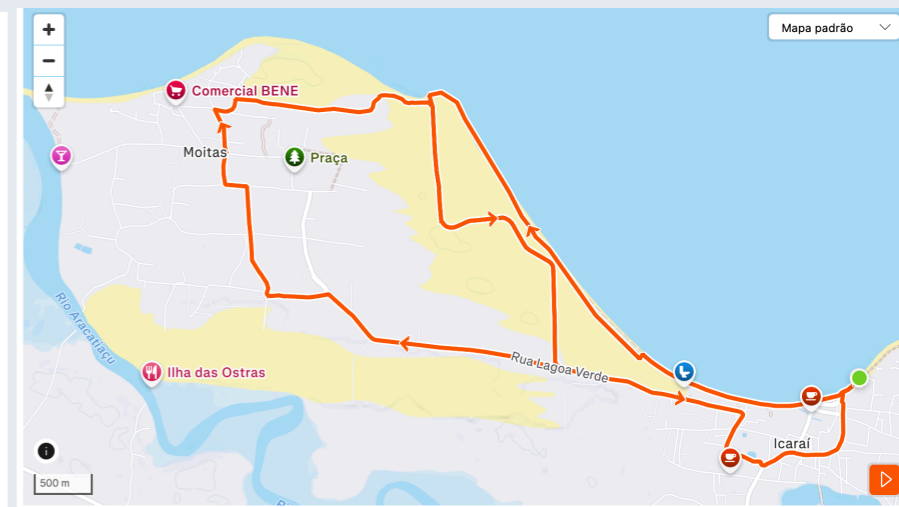 +
Mapa padrão
−
Comercial BENE
Moitas
Praça
Rio Aracatiaçu
Rua Lagoa Verde
Ilha das Ostras
Icaraí
i
500 m